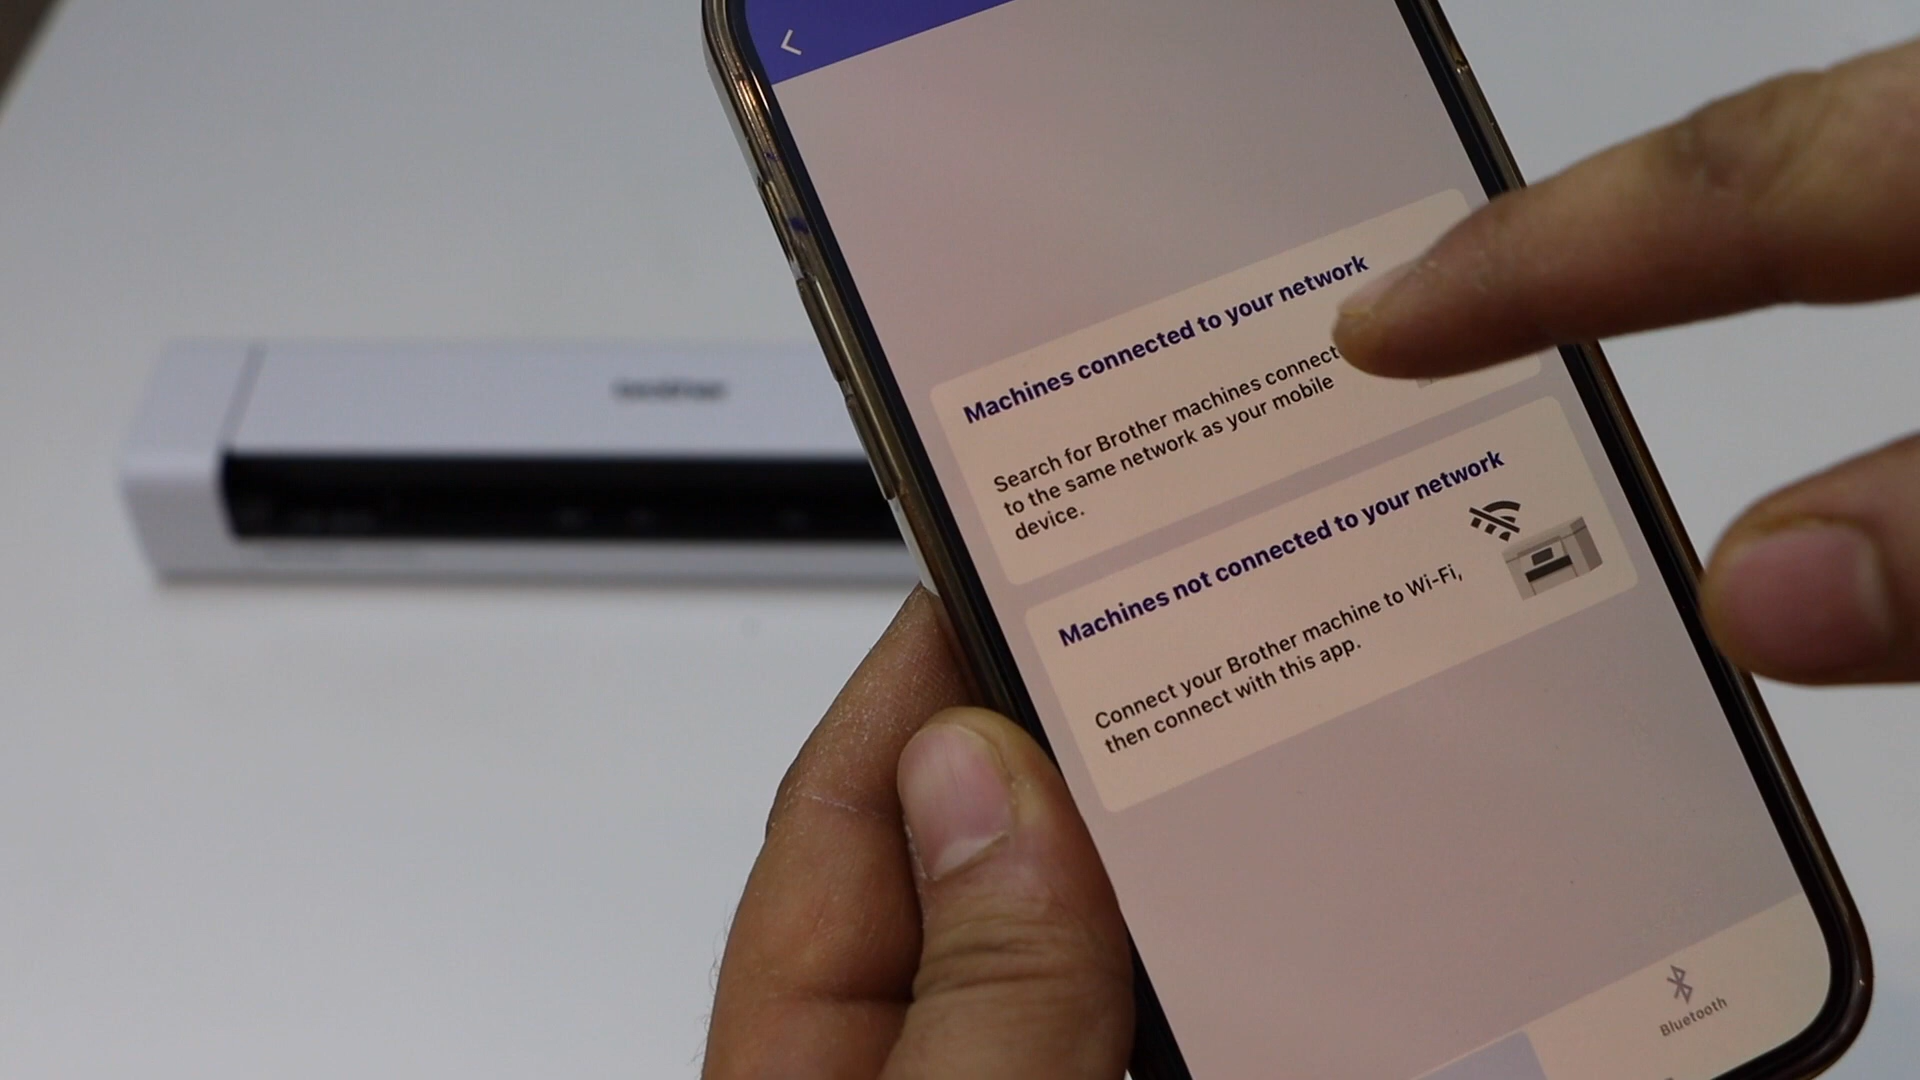 Machines connected to your network
Search for Brother machines connect
to the same network as your mobile
device.
Machines not connected to your network
Connect your Brother machine to Wi-Fi,
then connect with this app.
Bluetooth
brother